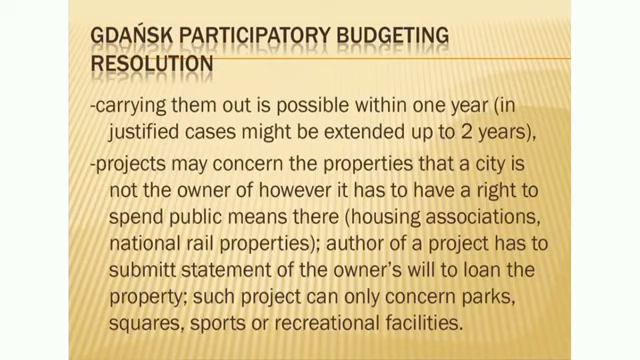 GDAŃSK PARTICIPATORY BUDGETING
RESOLUTION
-carrying them out is possible within one year (in
justified cases might be extended up to 2 years),
-projects may concern the properties that a city is
not the owner of however it has to have a right to
spend public means there (housing associations,
national rail properties); author of a project has to
submitt statement of the owner's will to loan the
property; such project can only concern parks,
squares, sports or recreational facilities.